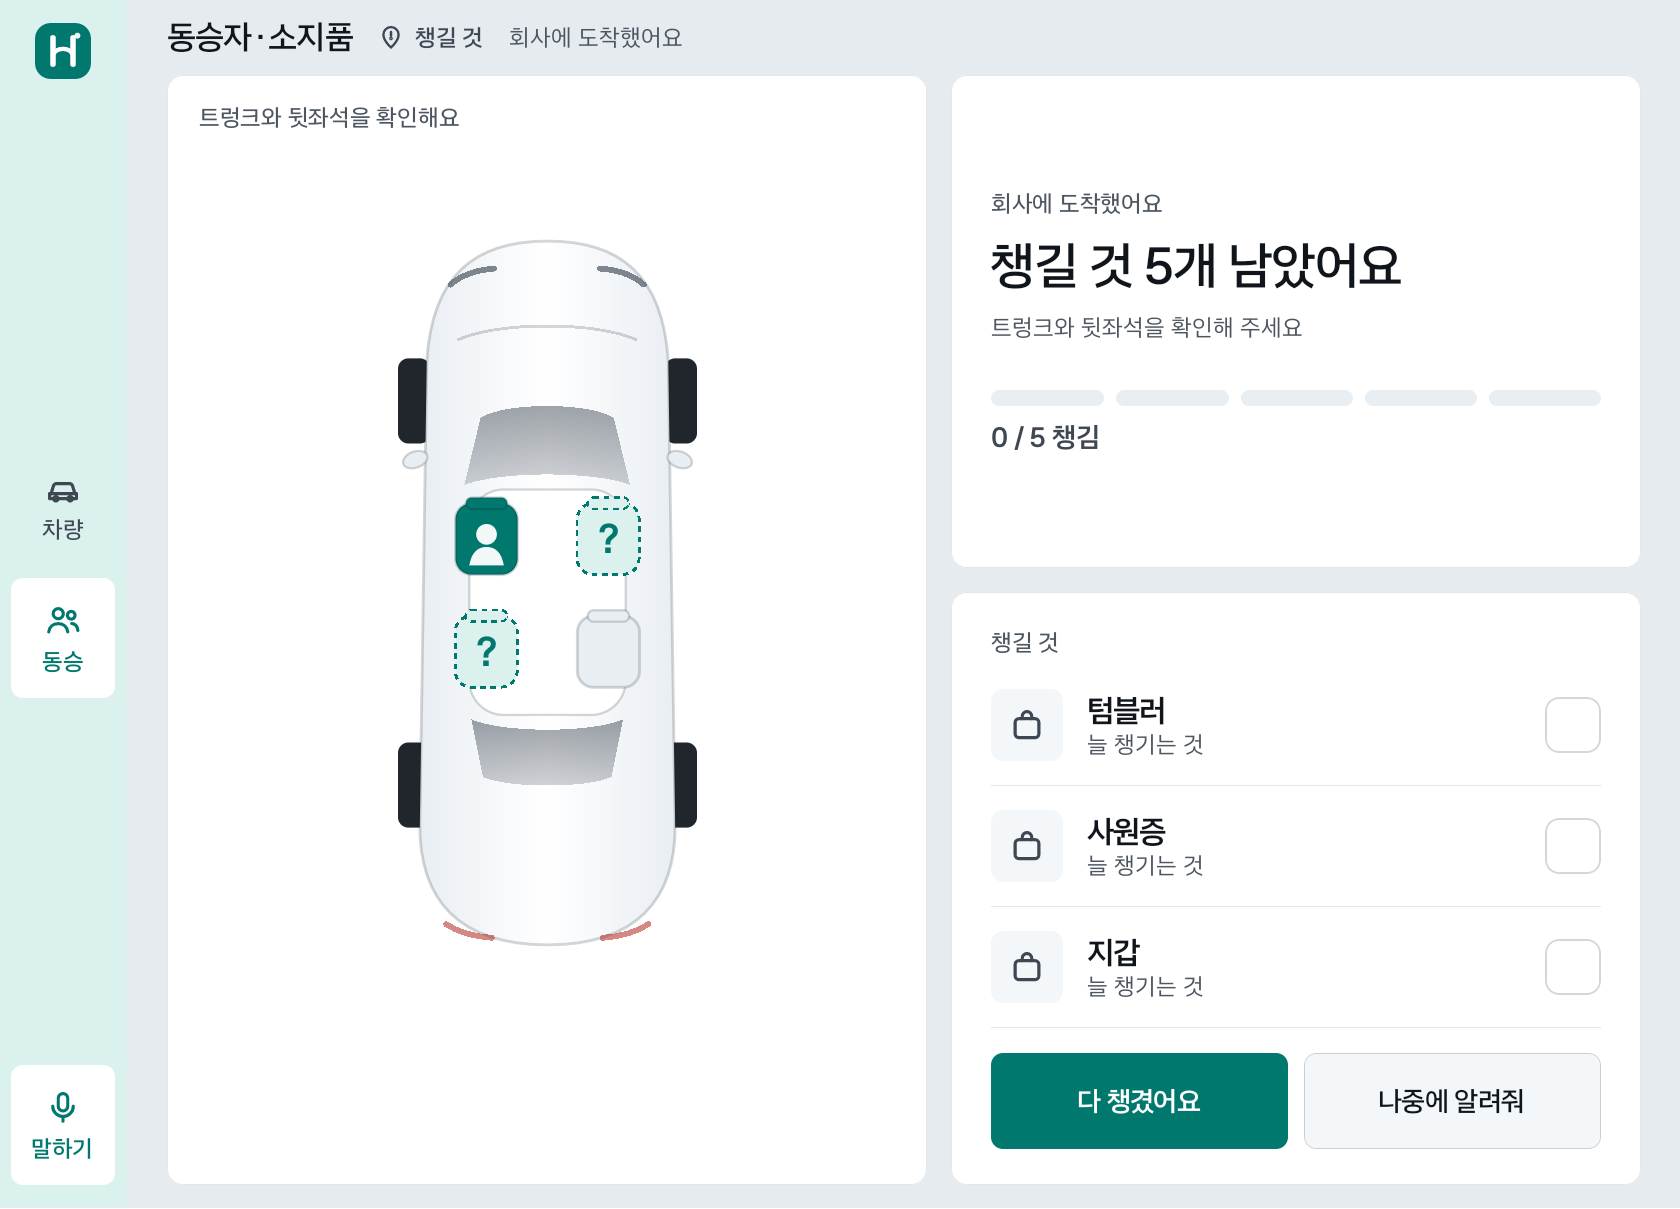 동승자 · 소지품 챙길 것 회사에 도착했어요
트렁크와 뒷좌석을 확인해요
?
?
차량
동승
말하기
회사에 도착했어요
챙길 것 5개 남았어요
트렁크와 뒷좌석을 확인해 주세요
0 / 5 챙김
챙길 것
텀블러
늘 챙기는 것
사원증
늘 챙기는 것
지갑
늘 챙기는 것
다 챙겼어요
나중에 알려줘